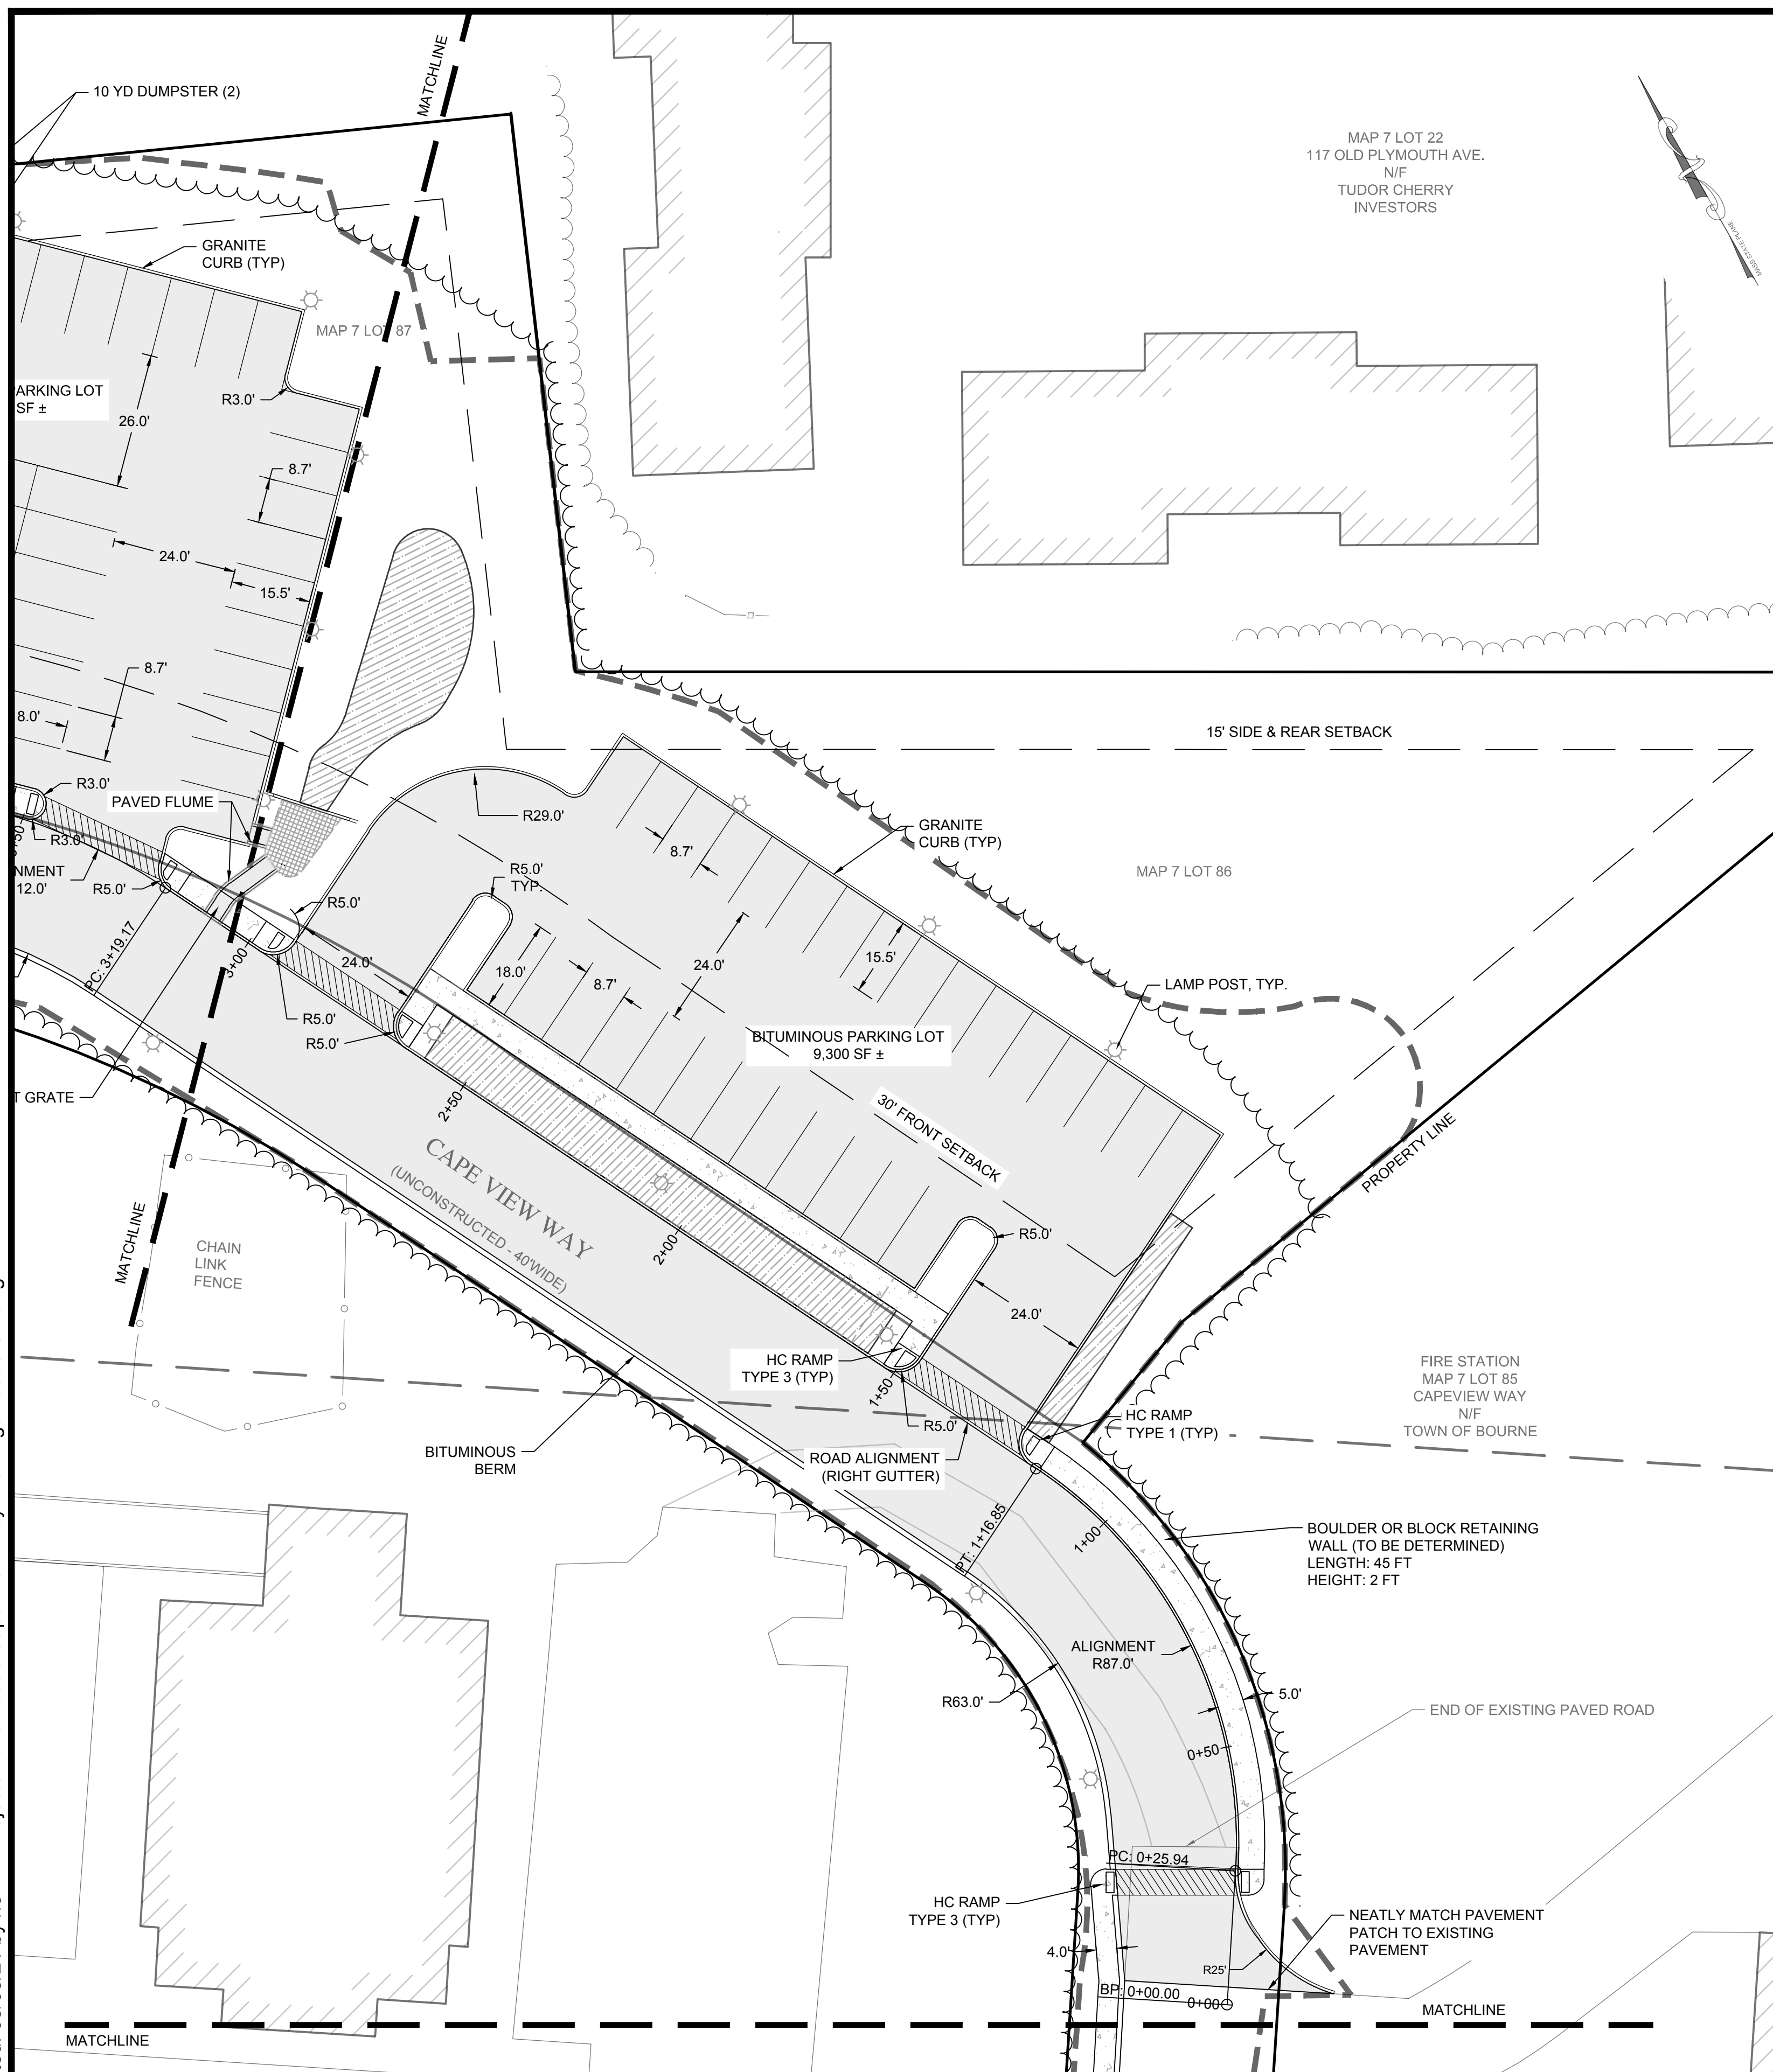 MATCHLINE
10 YD DUMPSTER (2)
MAP 7 LOT 22
117 OLD PLYMOUTH AVE.
N/F
TUDOR CHERRY
INVESTORS
MASS STATE PLANE
GRANITE
CURB (TYP)
MAP 7 LOT 87
R3.0'
ARKING LOT
SF ±
26.0'
8.7'
24.0'
15.5'
8.7'
8.0'
15' SIDE & REAR SETBACK
R3.0'
PAVED FLUME
R3.0'
NMENT
12.0'
R5.0'
R29.0'
GRANITE
CURB (TYP)
8.7'
MAP 7 LOT 86
R5.0'
TYP.
R5.0'
PC: 3+19.17
3+00
24.0'
18.0'
8.7'
24.0'
15.5'
LAMP POST, TYP.
R5.0'
R5.0'
BITUMINOUS PARKING LOT
9,300 SF ±
T GRATE
2+50
30' FRONT SETBACK
PROPERTY LINE
CAPE VIEW WAY
(UNCONSTRUCTED - 40'WIDE)
MATCHLINE
CHAIN
LINK
FENCE
2+00
R5.0'
24.0'
HC RAMP
TYPE 3 (TYP)
1+50
R5.0'
HC RAMP
TYPE 1 (TYP)
FIRE STATION
MAP 7 LOT 85
CAPEVIEW WAY
N/F
TOWN OF BOURNE
BITUMINOUS
BERM
ROAD ALIGNMENT
(RIGHT GUTTER)
PT: 1+16.85
1+00
BOULDER OR BLOCK RETAINING
WALL (TO BE DETERMINED)
LENGTH: 45 FT
HEIGHT: 2 FT
ALIGNMENT
R87.0'
R63.0'
5.0'
END OF EXISTING PAVED ROAD
0+50
PC: 0+25.94
HC RAMP
TYPE 3 (TYP)
NEATLY MATCH PAVEMENT
PATCH TO EXISTING
PAVEMENT
4.0'
R25'
BP: 0+00.00
0+00
MATCHLINE
MATCHLINE